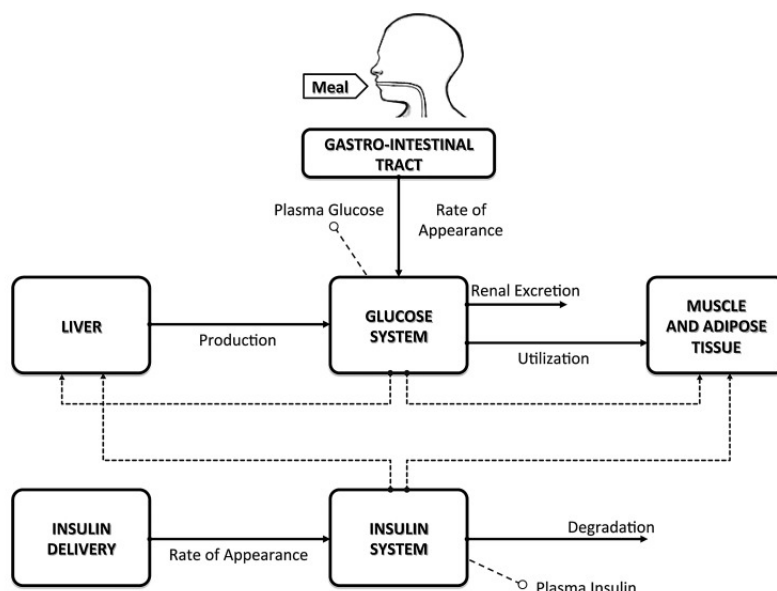 Meal
GASTRO-INTESTINAL
TRACT
Plasma Glucose
Rate of
Appearance
LIVER
Production
GLUCOSE
SYSTEM
Renal Excretion
Utilization
MUSCLE
AND ADIPOSE
TISSUE
INSULIN
DELIVERY
Rate of Appearance
INSULIN
SYSTEM
Degradation
Plasma Insulin